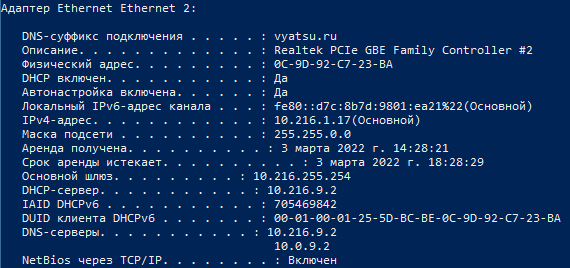 Адаптер Ethernet Ethernet 2:
DNS-суффикс подключения . . . . . : vyatsu.ru
Описание. . . . . . . . . . . . . : Realtek PCIe GBE Family Controller #2
Физический адрес. . . . . . . . . : 0C-9D-92-C7-23-BA
DHCP включен. . . . . . . . . . . : Да
Автонастройка включена. . . . . . : Да
Локальный IPv6-адрес канала . . . : fe80::d7c:8b7d:9801:ea21%22(Основной)
IPv4-адрес. . . . . . . . . . . . : 10.216.1.17(Основной)
Маска подсети . . . . . . . . . . : 255.255.0.0
Аренда получена. . . . . . . . . . : 3 марта 2022 г. 14:28:21
Срок аренды истекает. . . . . . . . . . : 3 марта 2022 г. 18:28:29
Основной шлюз. . . . . . . . . : 10.216.255.254
DHCP-сервер. . . . . . . . . . . : 10.216.9.2
IAID DHCPv6 . . . . . . . . . . . : 705469842
DUID клиента DHCPv6 . . . . . . . : 00-01-00-01-25-5D-BC-BE-0C-9D-92-C7-23-BA
DNS-серверы. . . . . . . . . . . : 10.216.9.2
10.0.9.2
NetBios через TCP/IP. . . . . . . . : Включен